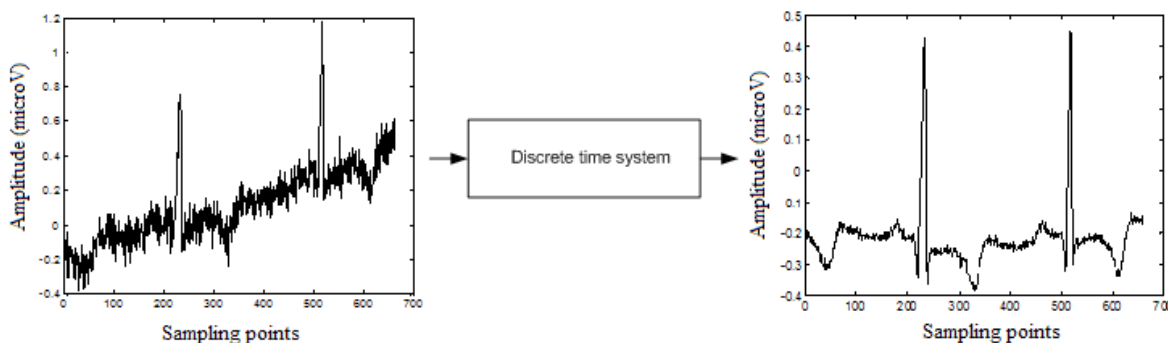 Amplitude (microV)
1.2
1
0.8
0.6
0.4
0.2
0
-0.2
-0.4
0 100 200 300 400 500 600 700
Sampling points
Discrete time system
Amplitude (microV)
0.5
0.4
0.3
0.2
0.1
0
-0.1
-0.2
-0.3
-0.4
0 100 200 300 400 500 600 70
Sampling points